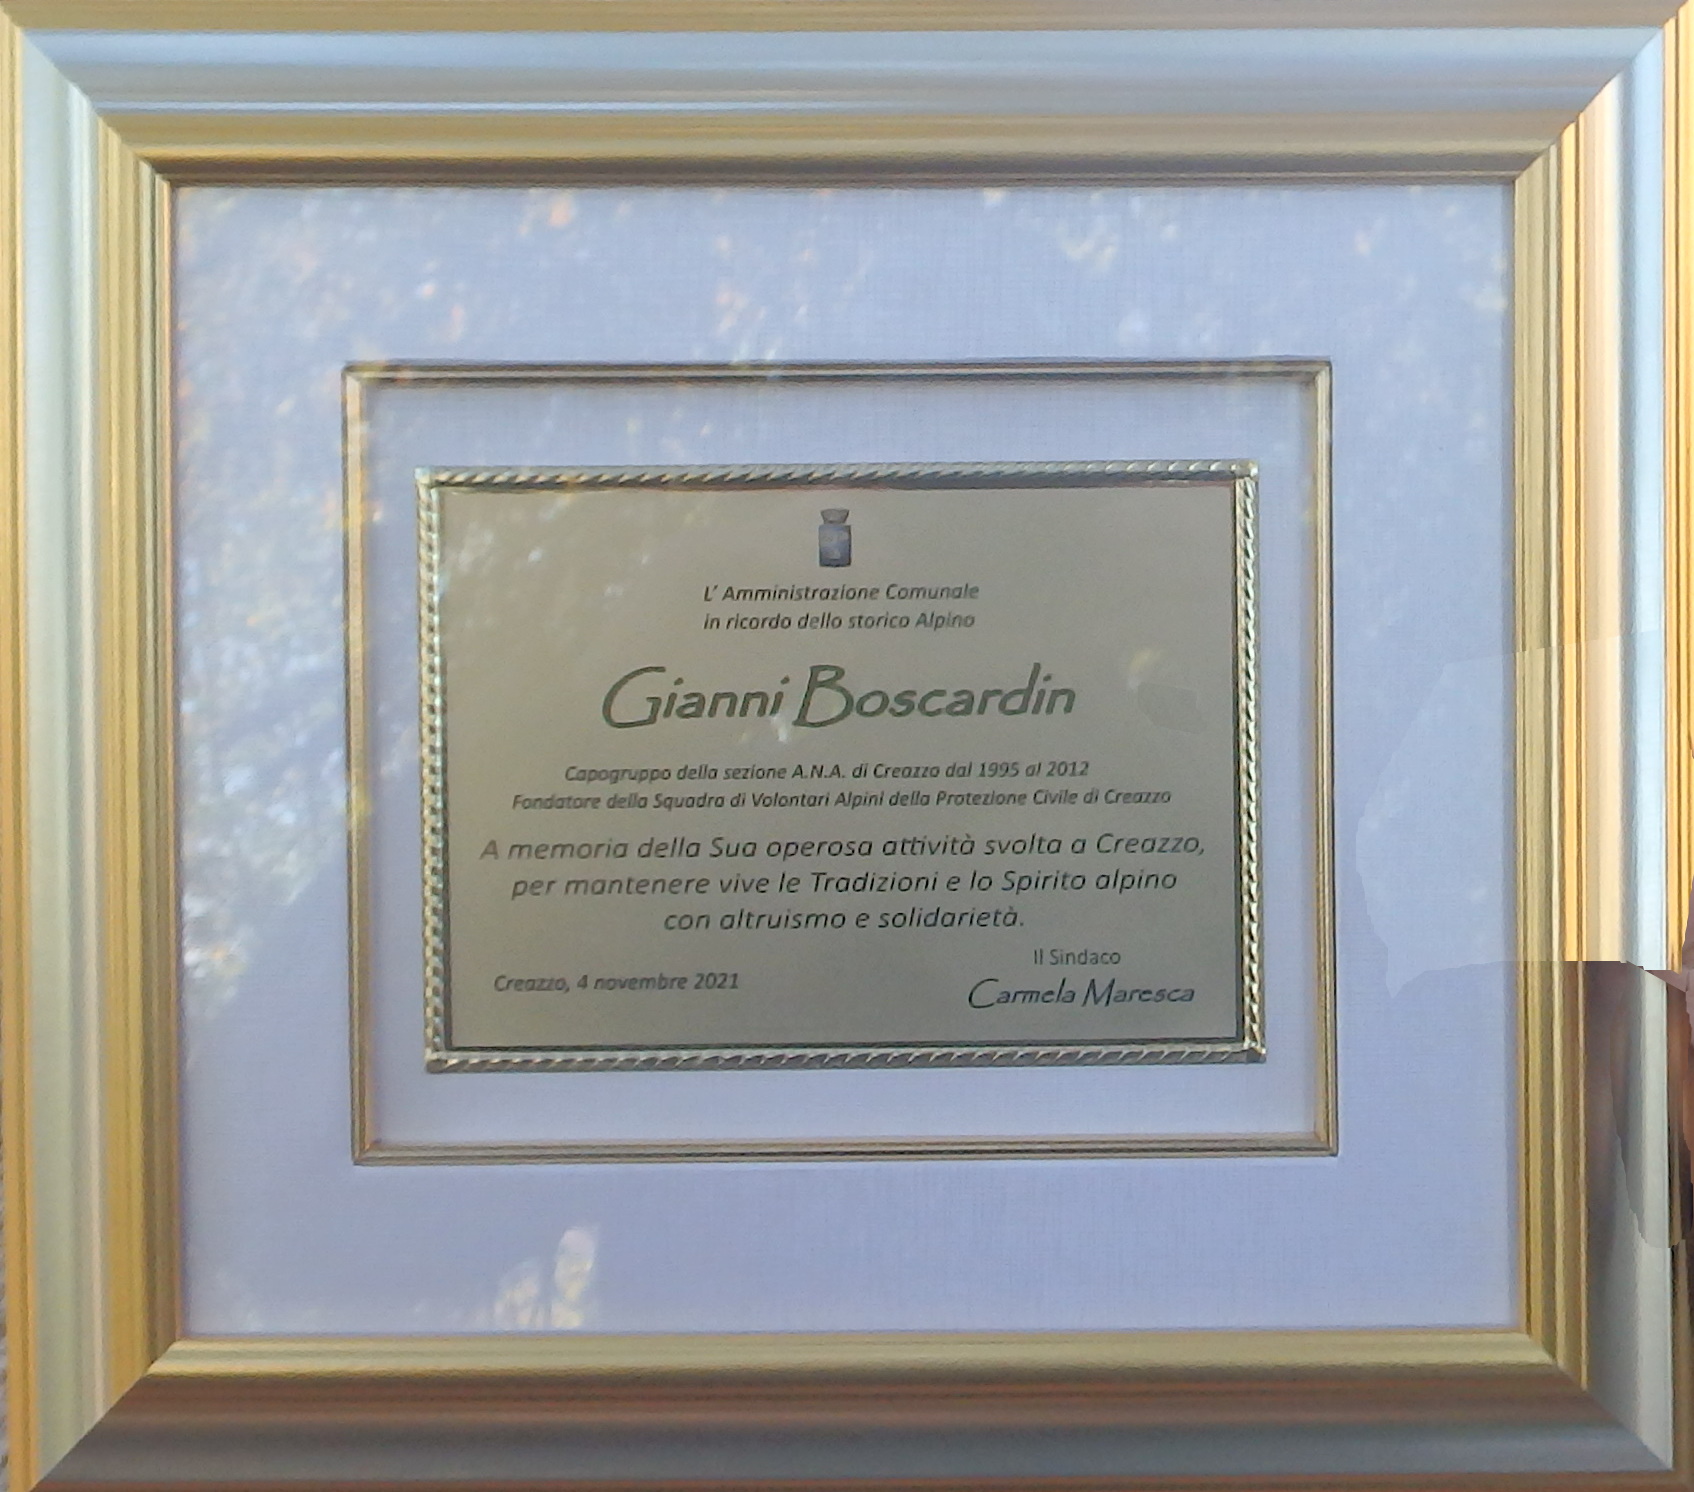 L' Amministrazione Comunale
in ricordo dello storico Alpino
Gianni Boscardin
Capogruppo della sezione A.N.A. di Creazzo dal 1995 al 2012
Fondatore della Squadra di Volontari Alpini della Protezione Civile di Creazzo
A memoria della Sua operosa attività svolta a Creazzo,
per mantenere vive le Tradizioni e lo Spirito alpino
con altruismo e solidarietà.
Il Sindaco
Creazzo, 4 novembre 2021
Carmela Maresca